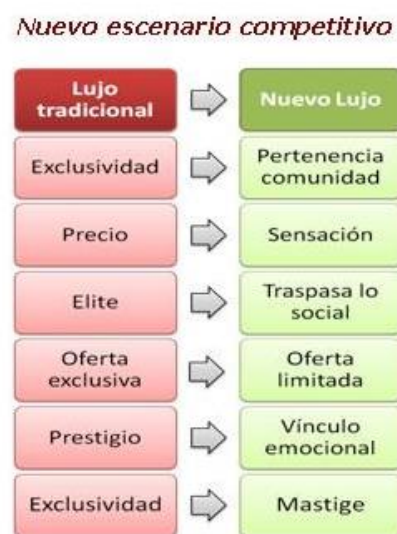 Nuevo escenario competitivo
Lujo
tradicional
Nuevo Lujo
Exclusividad
Pertenencia
comunidad
Precio
Sensación
Elite
Traspasa lo
social
Oferta
exclusiva
Oferta
limitada
Prestigio
Vínculo
emocional
Exclusividad
Mastige